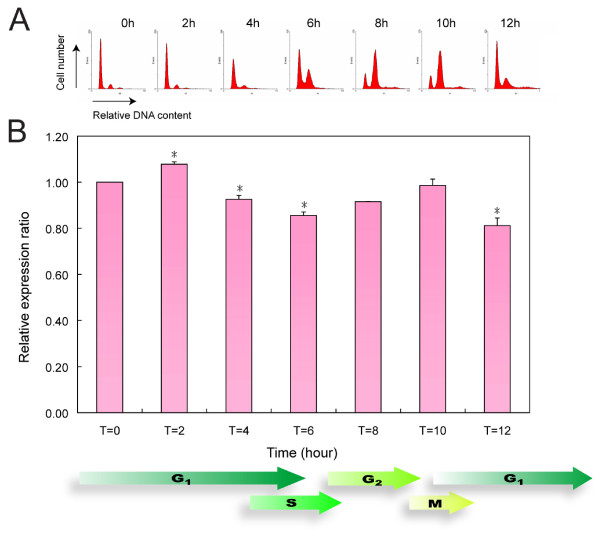 A
0h 2h 4h 6h 8h 10h 12h
Cell number
Relative DNA content
B
Relative expression ratio
1.20
1.00
0.80
0.60
0.40
0.20
0.00
* * * *
T=0 T=2 T=4 T=6 T=8 T=10 T=12
Time (hour)
G1 G2 G1
S M